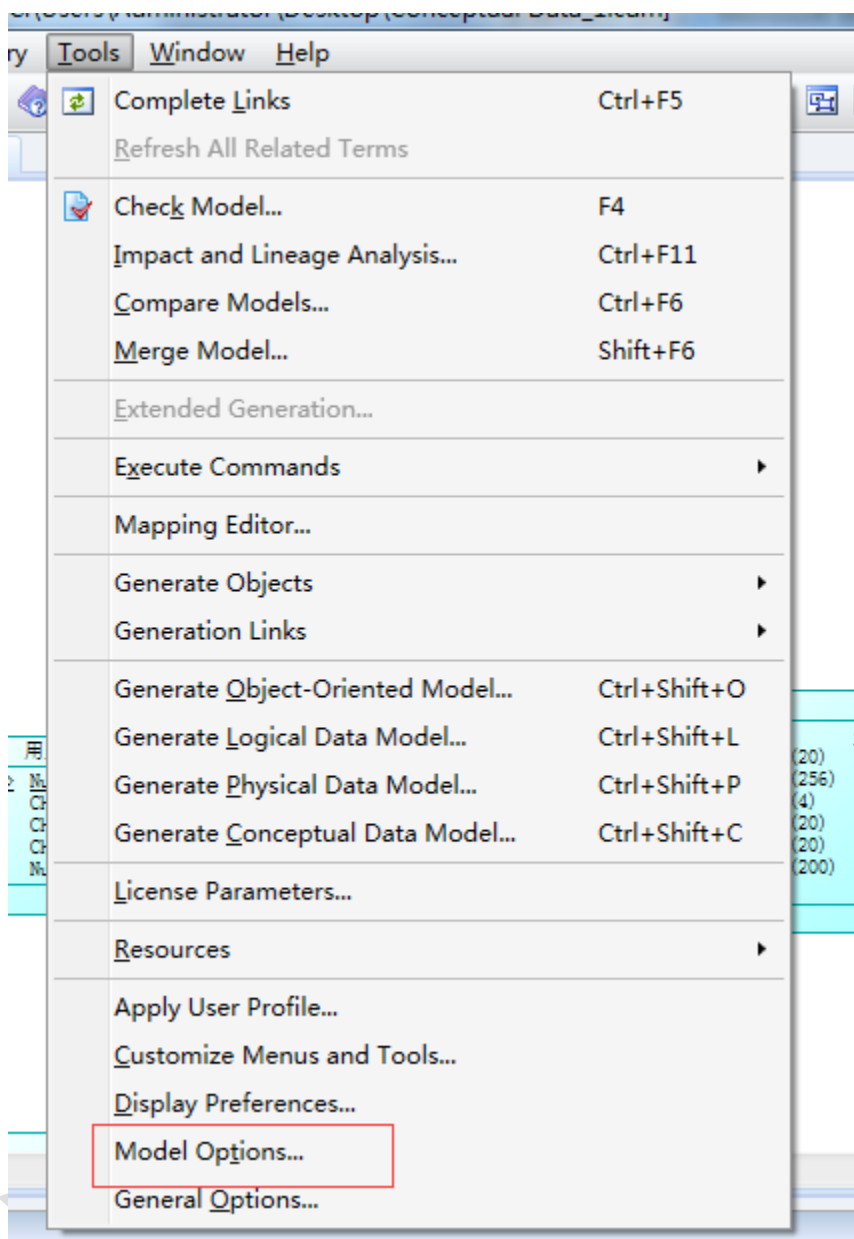 ry Tools Window Help
Complete Links Ctrl+F5
Refresh All Related Terms
Check Model... F4
Impact and Lineage Analysis... Ctrl+F11
Compare Models... Ctrl+F6
Merge Model... Shift+F6
Extended Generation...
Execute Commands
Mapping Editor...
Generate Objects
Generation Links
Generate Object-Oriented Model... Ctrl+Shift+O
Generate Logical Data Model... Ctrl+Shift+L
用 (20)
Generate Physical Data Model... Ctrl+Shift+P
(256)
(4)
Generate Conceptual Data Model... Ctrl+Shift+C
(20)
(20)
(200)
License Parameters...
Resources
Apply User Profile...
Customize Menus and Tools...
Display Preferences...
Model Options...
General Options...